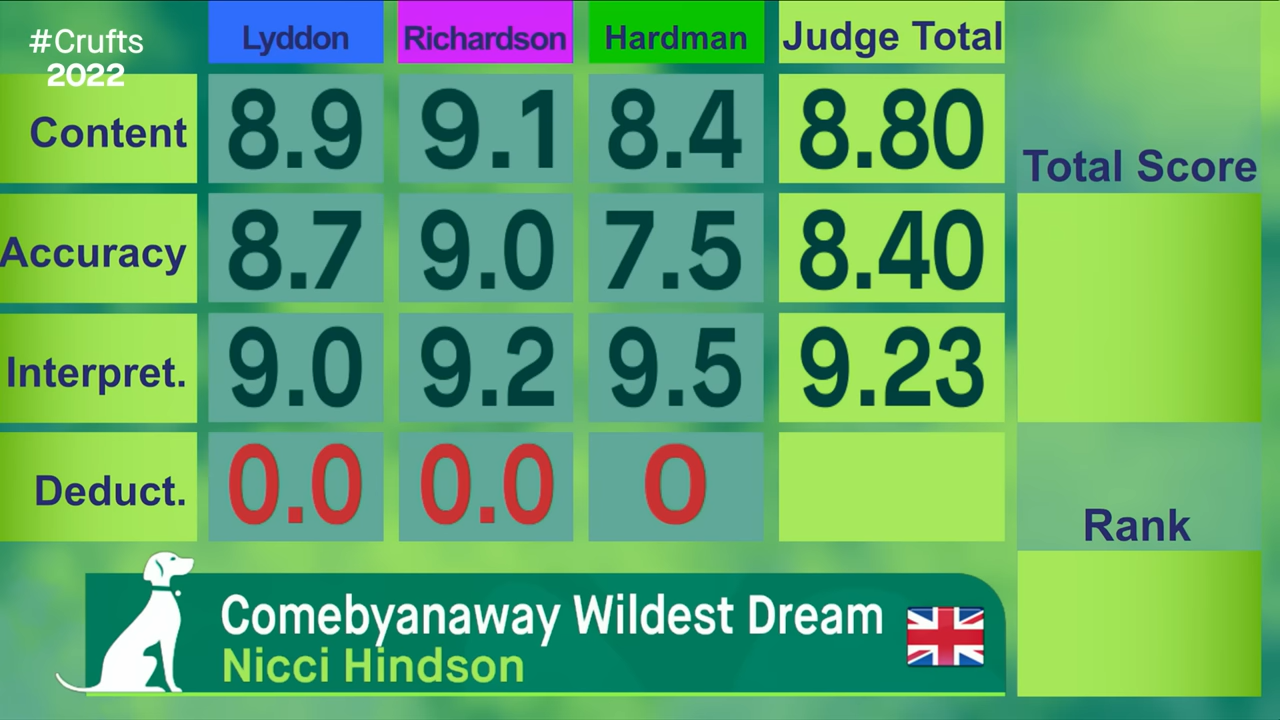 #Crufts
2022
Lyddon Richardson Hardman Judge Total
Content 8.9 9.1 8.4 8.80
Total Score
Accuracy 8.7 9.0 7.5 8.40
Interpret. 9.0 9.2 9.5 9.23
Deduct. 0.0 0.0 0
Rank
Comebyanaway Wildest Dream
Nicci Hindson